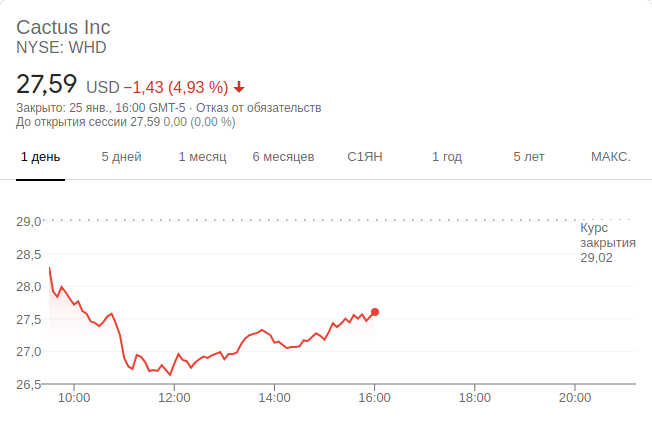 Cactus Inc
NYSE: WHD
27,59 USD −1,43 (4,93 %)
Закрыто: 25 янв., 16:00 GMT-5 · Отказ от обязательств
До открытия сессии 27,59 0,00 (0,00 %)
1 день 5 дней 1 месяц 6 месяцев С1ЯН 1 год 5 лет МАКС.
29,0
Курс
закрытия
29,02
28,5
28,0
27,5
27,0
26,5
10:00 12:00 14:00 16:00 18:00 20:00